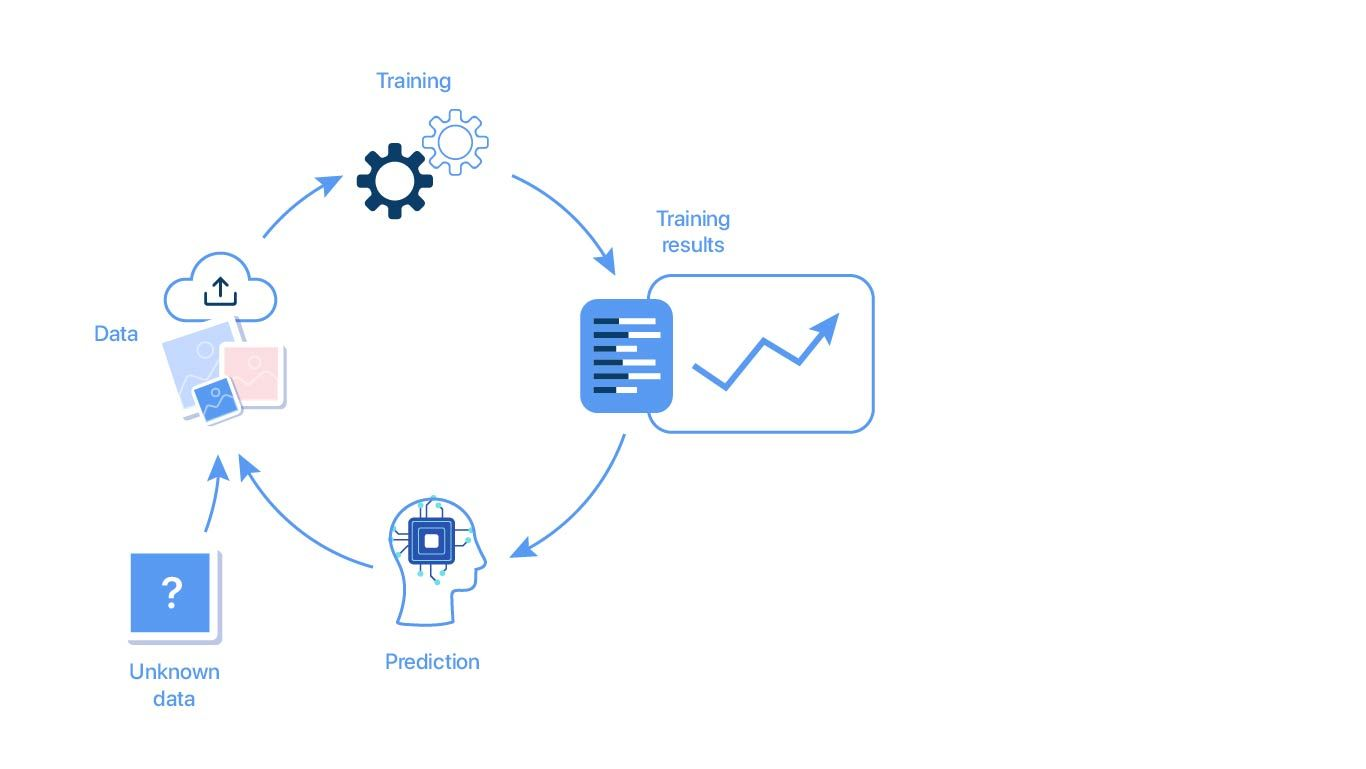 Training
Training
results
Data
?
Prediction
Unknown
data